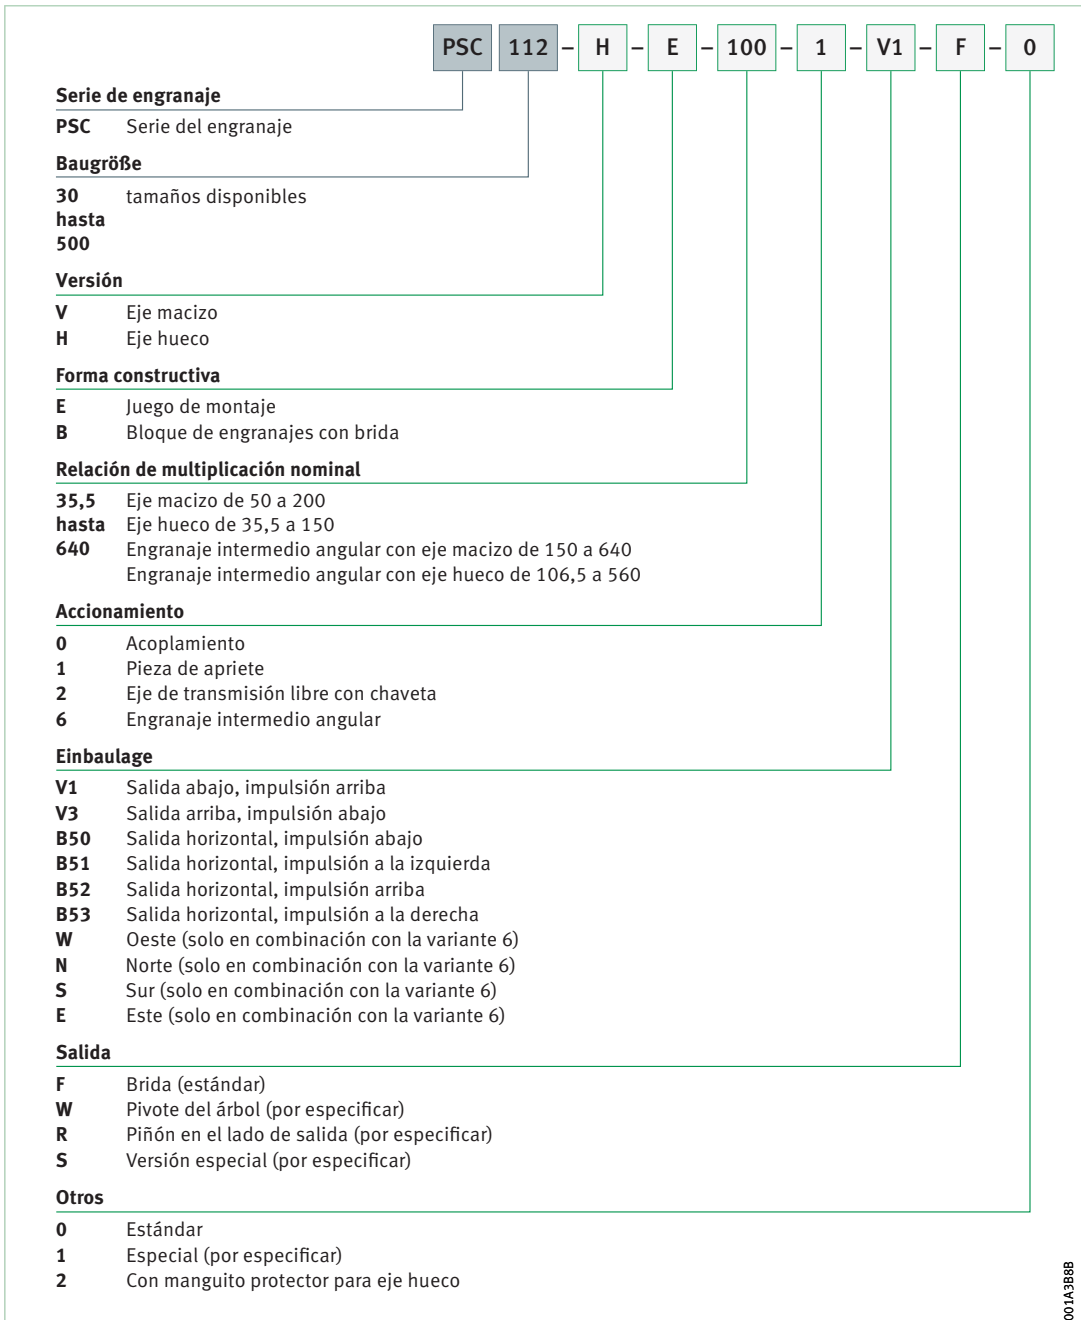 PSC 112 – H – E – 100 – 1 – V1 – F – 0
Serie de engranaje
PSC Serie del engranaje
Baugröße
30 tamaños disponibles
hasta
500
Versión
V Eje macizo
H Eje hueco
Forma constructiva
E Juego de montaje
B Bloque de engranajes con brida
Relación de multiplicación nominal
35,5 Eje macizo de 50 a 200
hasta Eje hueco de 35,5 a 150
640 Engranaje intermedio angular con eje macizo de 150 a 640
Engranaje intermedio angular con eje hueco de 106,5 a 560
Accionamiento
0 Acoplamiento
1 Pieza de apriete
2 Eje de transmisión libre con chaveta
6 Engranaje intermedio angular
Einbaulage
V1 Salida abajo, impulsión arriba
V3 Salida arriba, impulsión abajo
B50 Salida horizontal, impulsión abajo
B51 Salida horizontal, impulsión a la izquierda
B52 Salida horizontal, impulsión arriba
B53 Salida horizontal, impulsión a la derecha
W Oeste (solo en combinación con la variante 6)
N Norte (solo en combinación con la variante 6)
S Sur (solo en combinación con la variante 6)
E Este (solo en combinación con la variante 6)
Salida
F Brida (estándar)
W Pivote del árbol (por especificar)
R Piñón en el lado de salida (por especificar)
S Versión especial (por especificar)
Otros
0 Estándar
1 Especial (por especificar)
2 Con manguito protector para eje hueco
001A3B8B